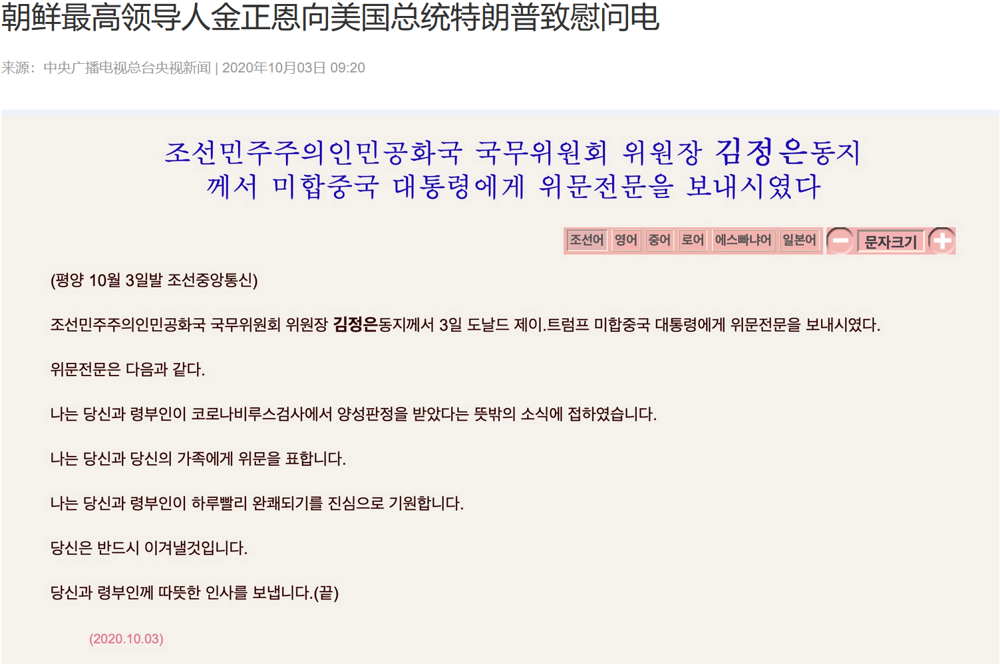 朝鲜最高领导人金正恩向美国总统特朗普致慰问电
来源：中央广播电视总台央视新闻 | 2020年10月03日 09:20
조선민주주의인민공화국 국무위원회 위원장 김정은동지
께서 미합중국 대통령에게 위문전문을 보내시였다
조선어 영어 중어 로어 에스빠냐어 일본어 문자크기
(평양 10월 3일발 조선중앙통신)
조선민주주의인민공화국 국무위원회 위원장 김정은동지께서 3일 도날드 제이.트럼프 미합중국 대통령에게 위문전문을 보내시였다.
위문전문은 다음과 같다.
나는 당신과 령부인이 코로나비루스검사에서 양성판정을 받았다는 뜻밖의 소식에 접하였습니다.
나는 당신과 당신의 가족에게 위문을 표합니다.
나는 당신과 령부인이 하루빨리 완쾌되기를 진심으로 기원합니다.
당신은 반드시 이겨낼것입니다.
당신과 령부인께 따뜻한 인사를 보냅니다.(끝)
(2020.10.03)